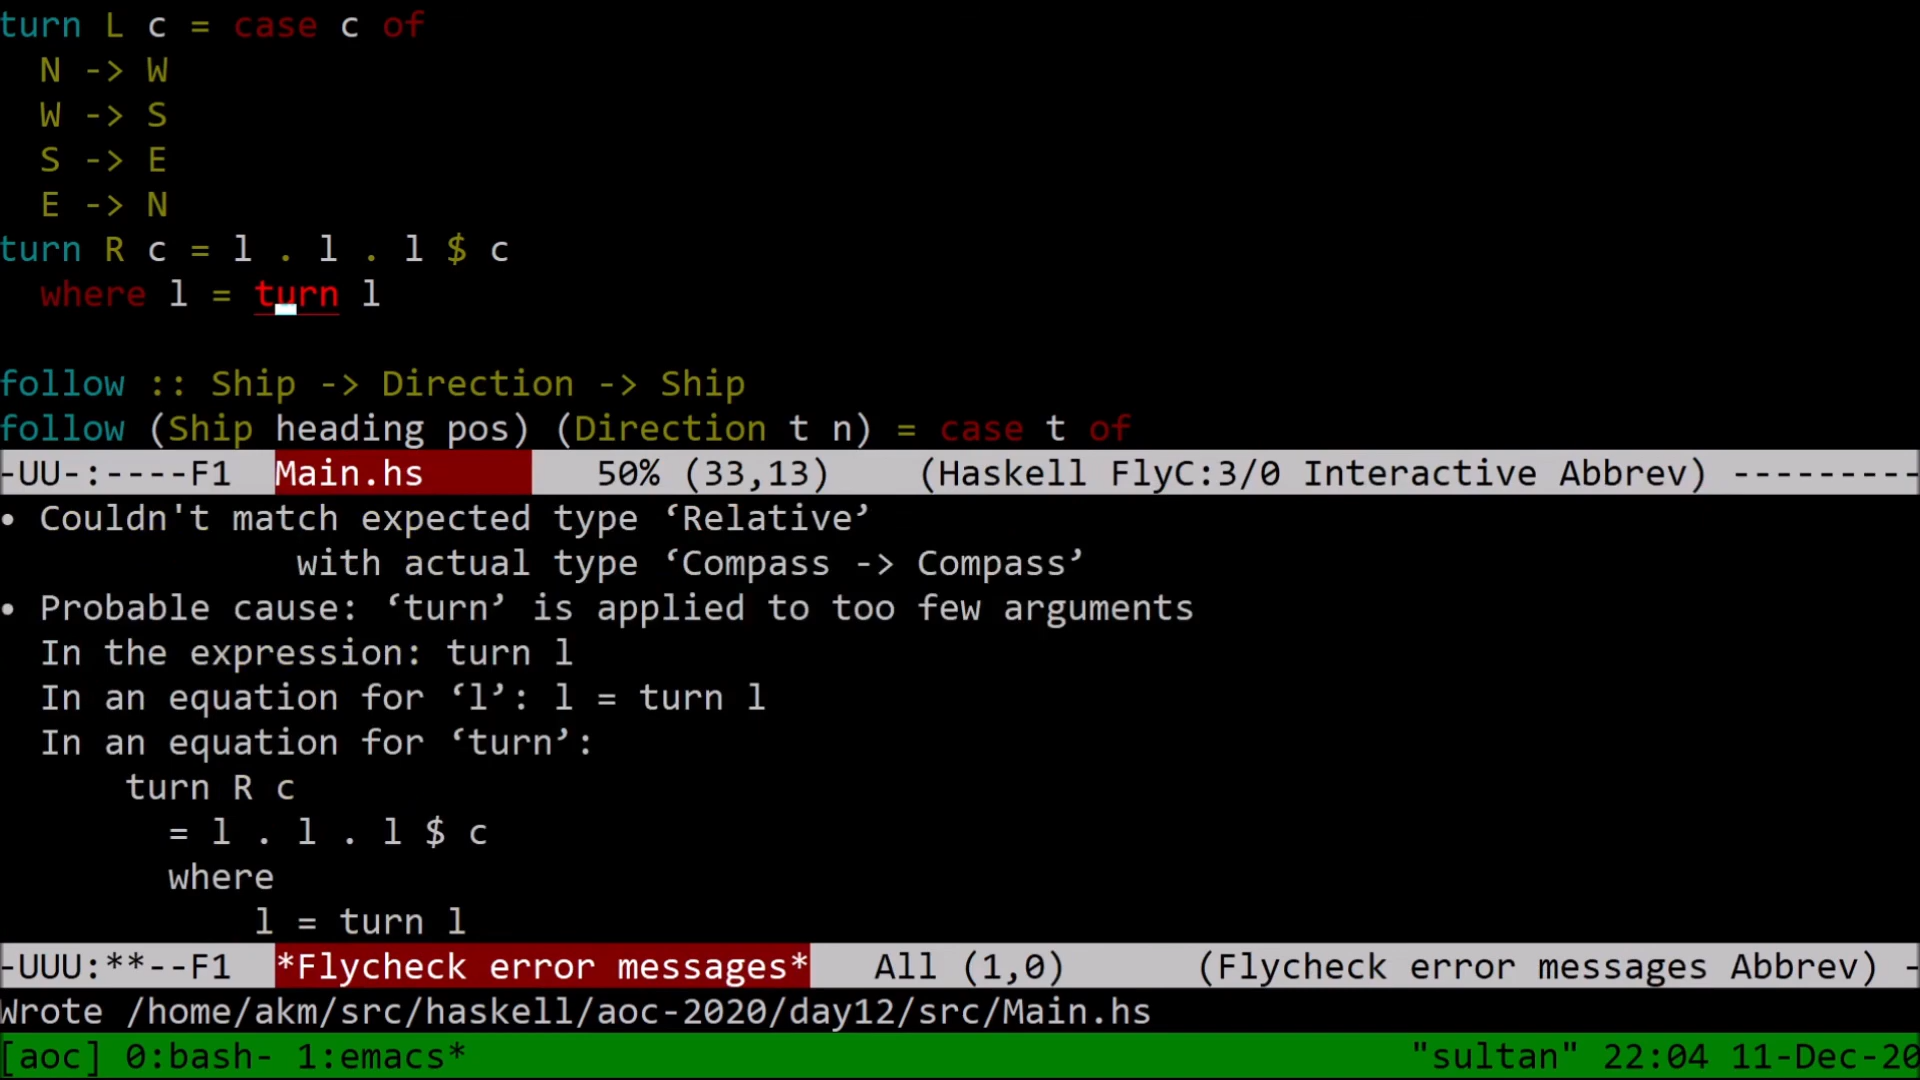 turn L c = case c of
  N -> W
  W -> S
  S -> E
  E -> N
turn R c = l . l . l $ c
  where l = turn l

follow :: Ship -> Direction -> Ship
follow (Ship heading pos) (Direction t n) = case t of
-UU-:----F1  Main.hs        50% (33,13)    (Haskell FlyC:3/0 Interactive Abbrev) ---------
• Couldn't match expected type ‘Relative’
              with actual type ‘Compass -> Compass’
• Probable cause: ‘turn’ is applied to too few arguments
  In the expression: turn l
  In an equation for ‘l’: l = turn l
  In an equation for ‘turn’:
      turn R c
        = l . l . l $ c
        where
            l = turn l
-UUU:**--F1  *Flycheck error messages*   All (1,0)      (Flycheck error messages Abbrev) -
Wrote /home/akm/src/haskell/aoc-2020/day12/src/Main.hs
[aoc] 0:bash- 1:emacs*                                            "sultan" 22:04 11-Dec-20